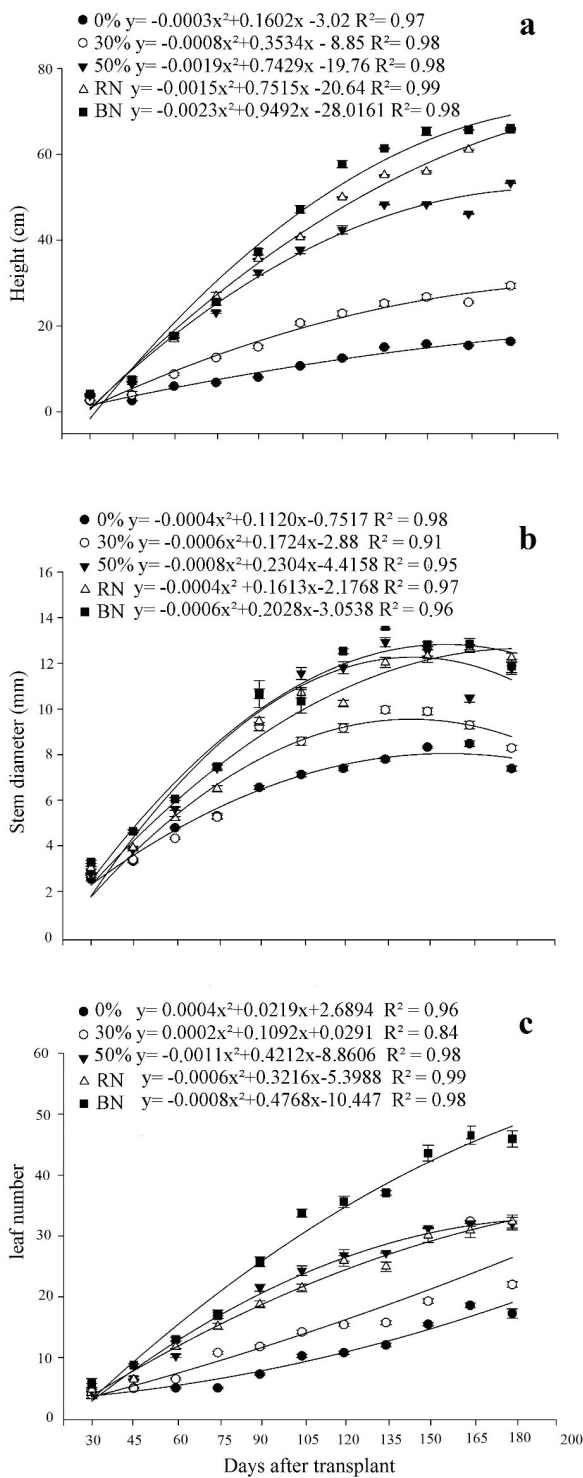 a
0% y= -0.0003x²+0.1602x -3.02 R²= 0.97
30% y= -0.0008x²+0.3534x - 8.85 R²= 0.98
50% y= -0.0019x²+0.7429x -19.76 R²= 0.98
RN y= -0.0015x²+0.7515x -20.64 R²= 0.99
BN y= -0.0023x²+0.9492x -28.0161 R²= 0.98
80
60
40
20
0
Height (cm)
b
0% y= -0.0004x²+0.1120x-0.7517 R² = 0.98
30% y= -0.0006x²+0.1724x-2.88 R² = 0.91
50% y= -0.0008x²+0.2304x-4.4158 R² = 0.95
RN y= -0.0004x² +0.1613x-2.1768 R² = 0.97
BN y= -0.0006x²+0.2028x-3.0538 R² = 0.96
16
14
12
10
8
6
4
2
0
Stem diameter (mm)
c
0% y= 0.0004x²+0.0219x+2.6894 R² = 0.96
30% y= 0.0002x²+0.1092x+0.0291 R² = 0.84
50% y= -0.0011x²+0.4212x-8.8606 R² = 0.98
RN y= -0.0006x²+0.3216x-5.3988 R² = 0.99
BN y= -0.0008x²+0.4768x-10.447 R² = 0.98
60
50
40
30
20
10
0
leaf number
30 45 60 75 90 105 120 135 150 165 180 200
Days after transplant